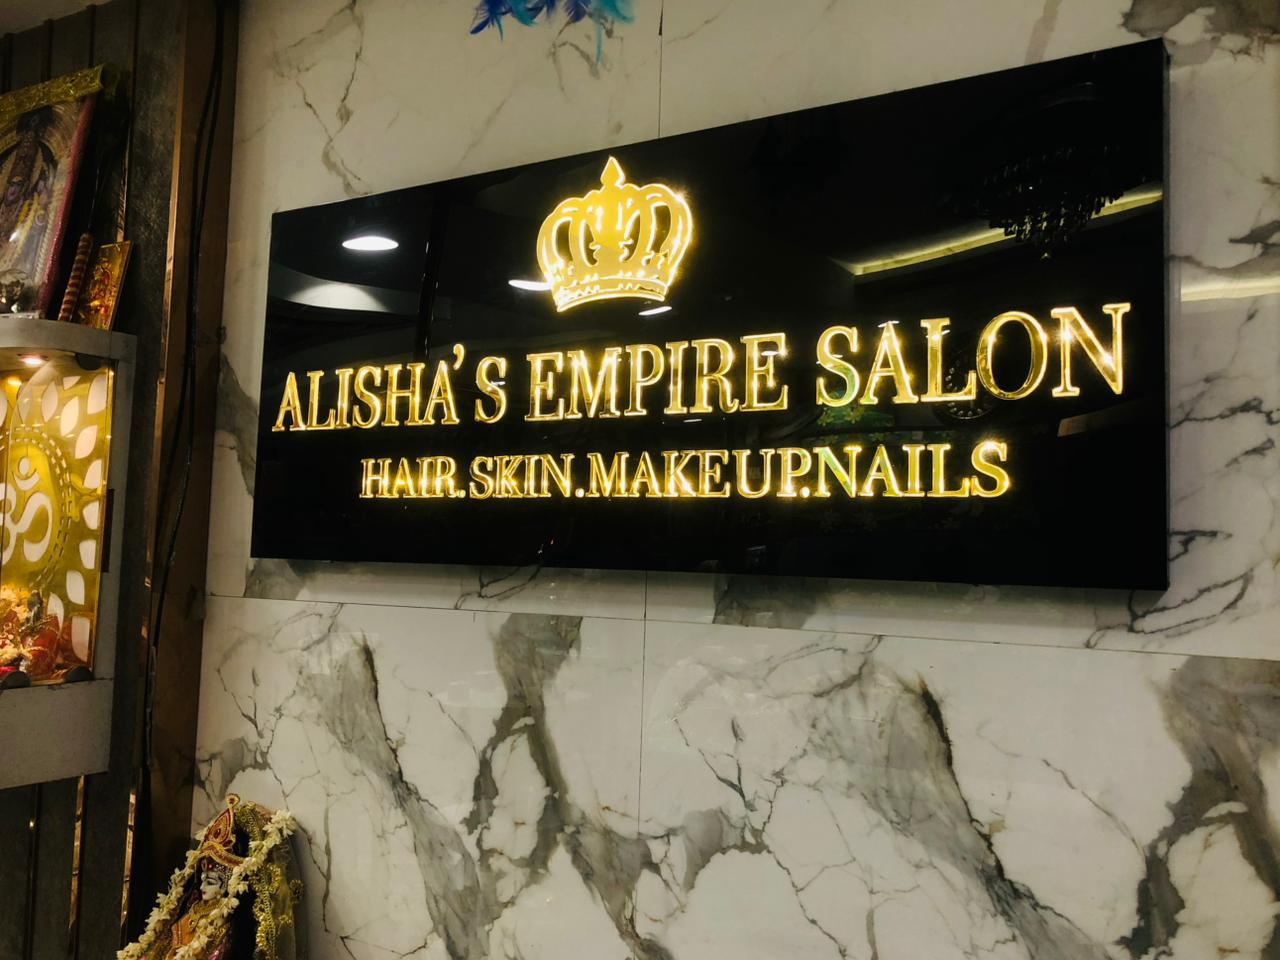 ALISHA'S EMPIRE SALON
HAIR.SKIN.MAKEUP.NAILS
ॐ